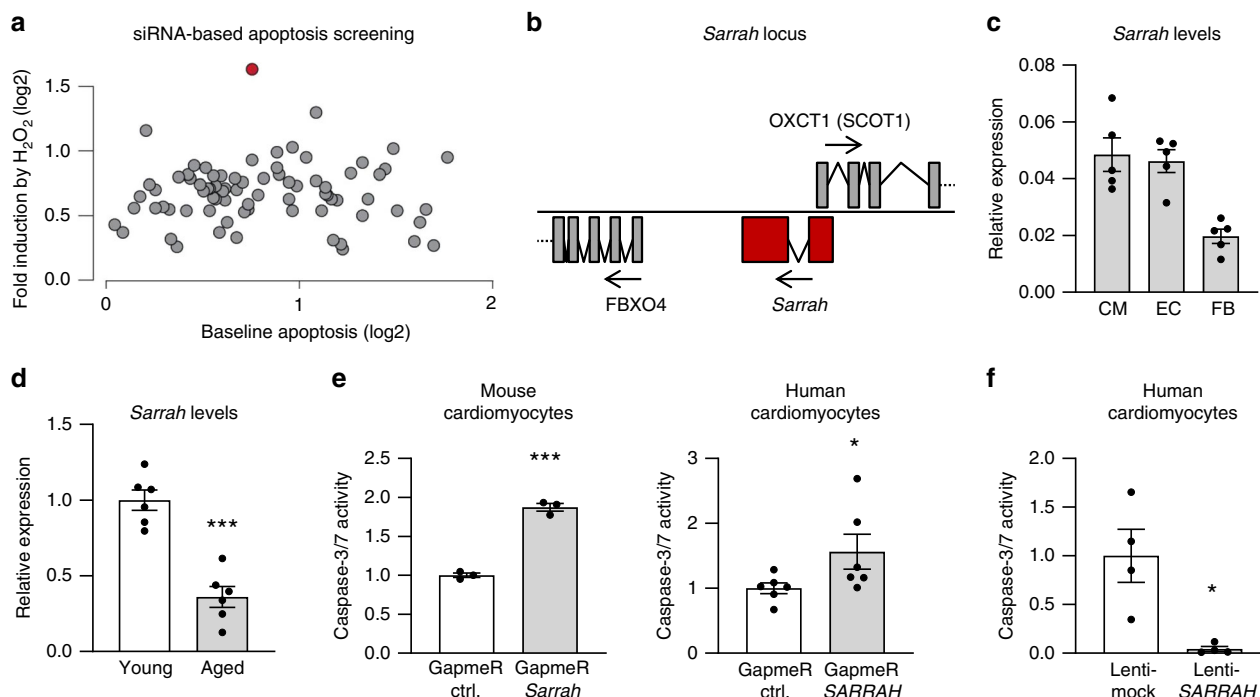 a
siRNA-based apoptosis screening
Fold induction by H₂O₂ (log2)
1.5
1.0
0.5
0.0
0
1
2
Baseline apoptosis (log2)
b
Sarrah locus
OXCT1 (SCOT1)
FBXO4
Sarrah
c
Sarrah levels
Relative expression
0.08
0.06
0.04
0.02
0.00
CM
EC
FB
d
Sarrah levels
Relative expression
1.5
1.0
0.5
0.0
***
Young
Aged
e
Mouse
cardiomyocytes
Caspase-3/7 activity
2.5
2.0
1.5
1.0
0.5
0.0
***
GapmeR
ctrl.
GapmeR
Sarrah
Human
cardiomyocytes
Caspase-3/7 activity
3
2
1
0
*
GapmeR
ctrl.
GapmeR
SARRAH
f
Human
cardiomyocytes
Caspase-3/7 activity
2.0
1.5
1.0
0.5
0.0
*
Lenti-
mock
Lenti-
SARRAH